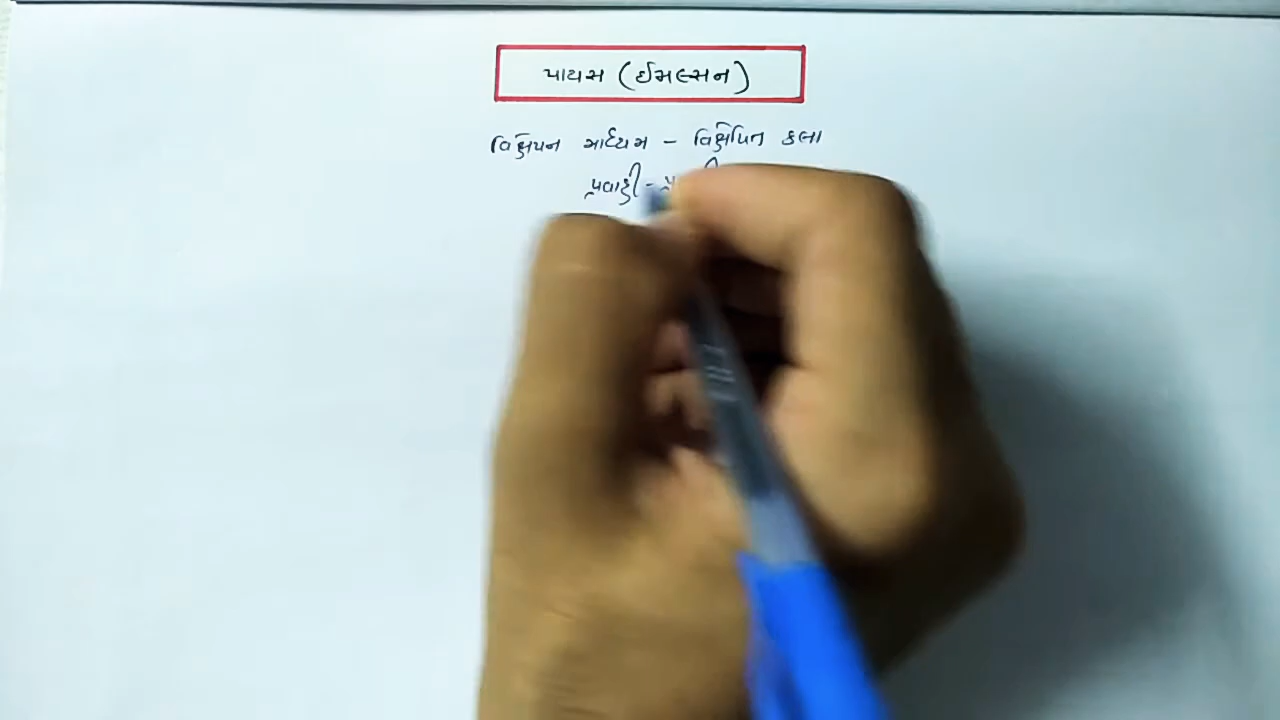 પાયસ (ઈમલ્સન)
વિક્ષેપન માધ્યમ - વિક્ષેપિત કલા
પ્રવાહી -